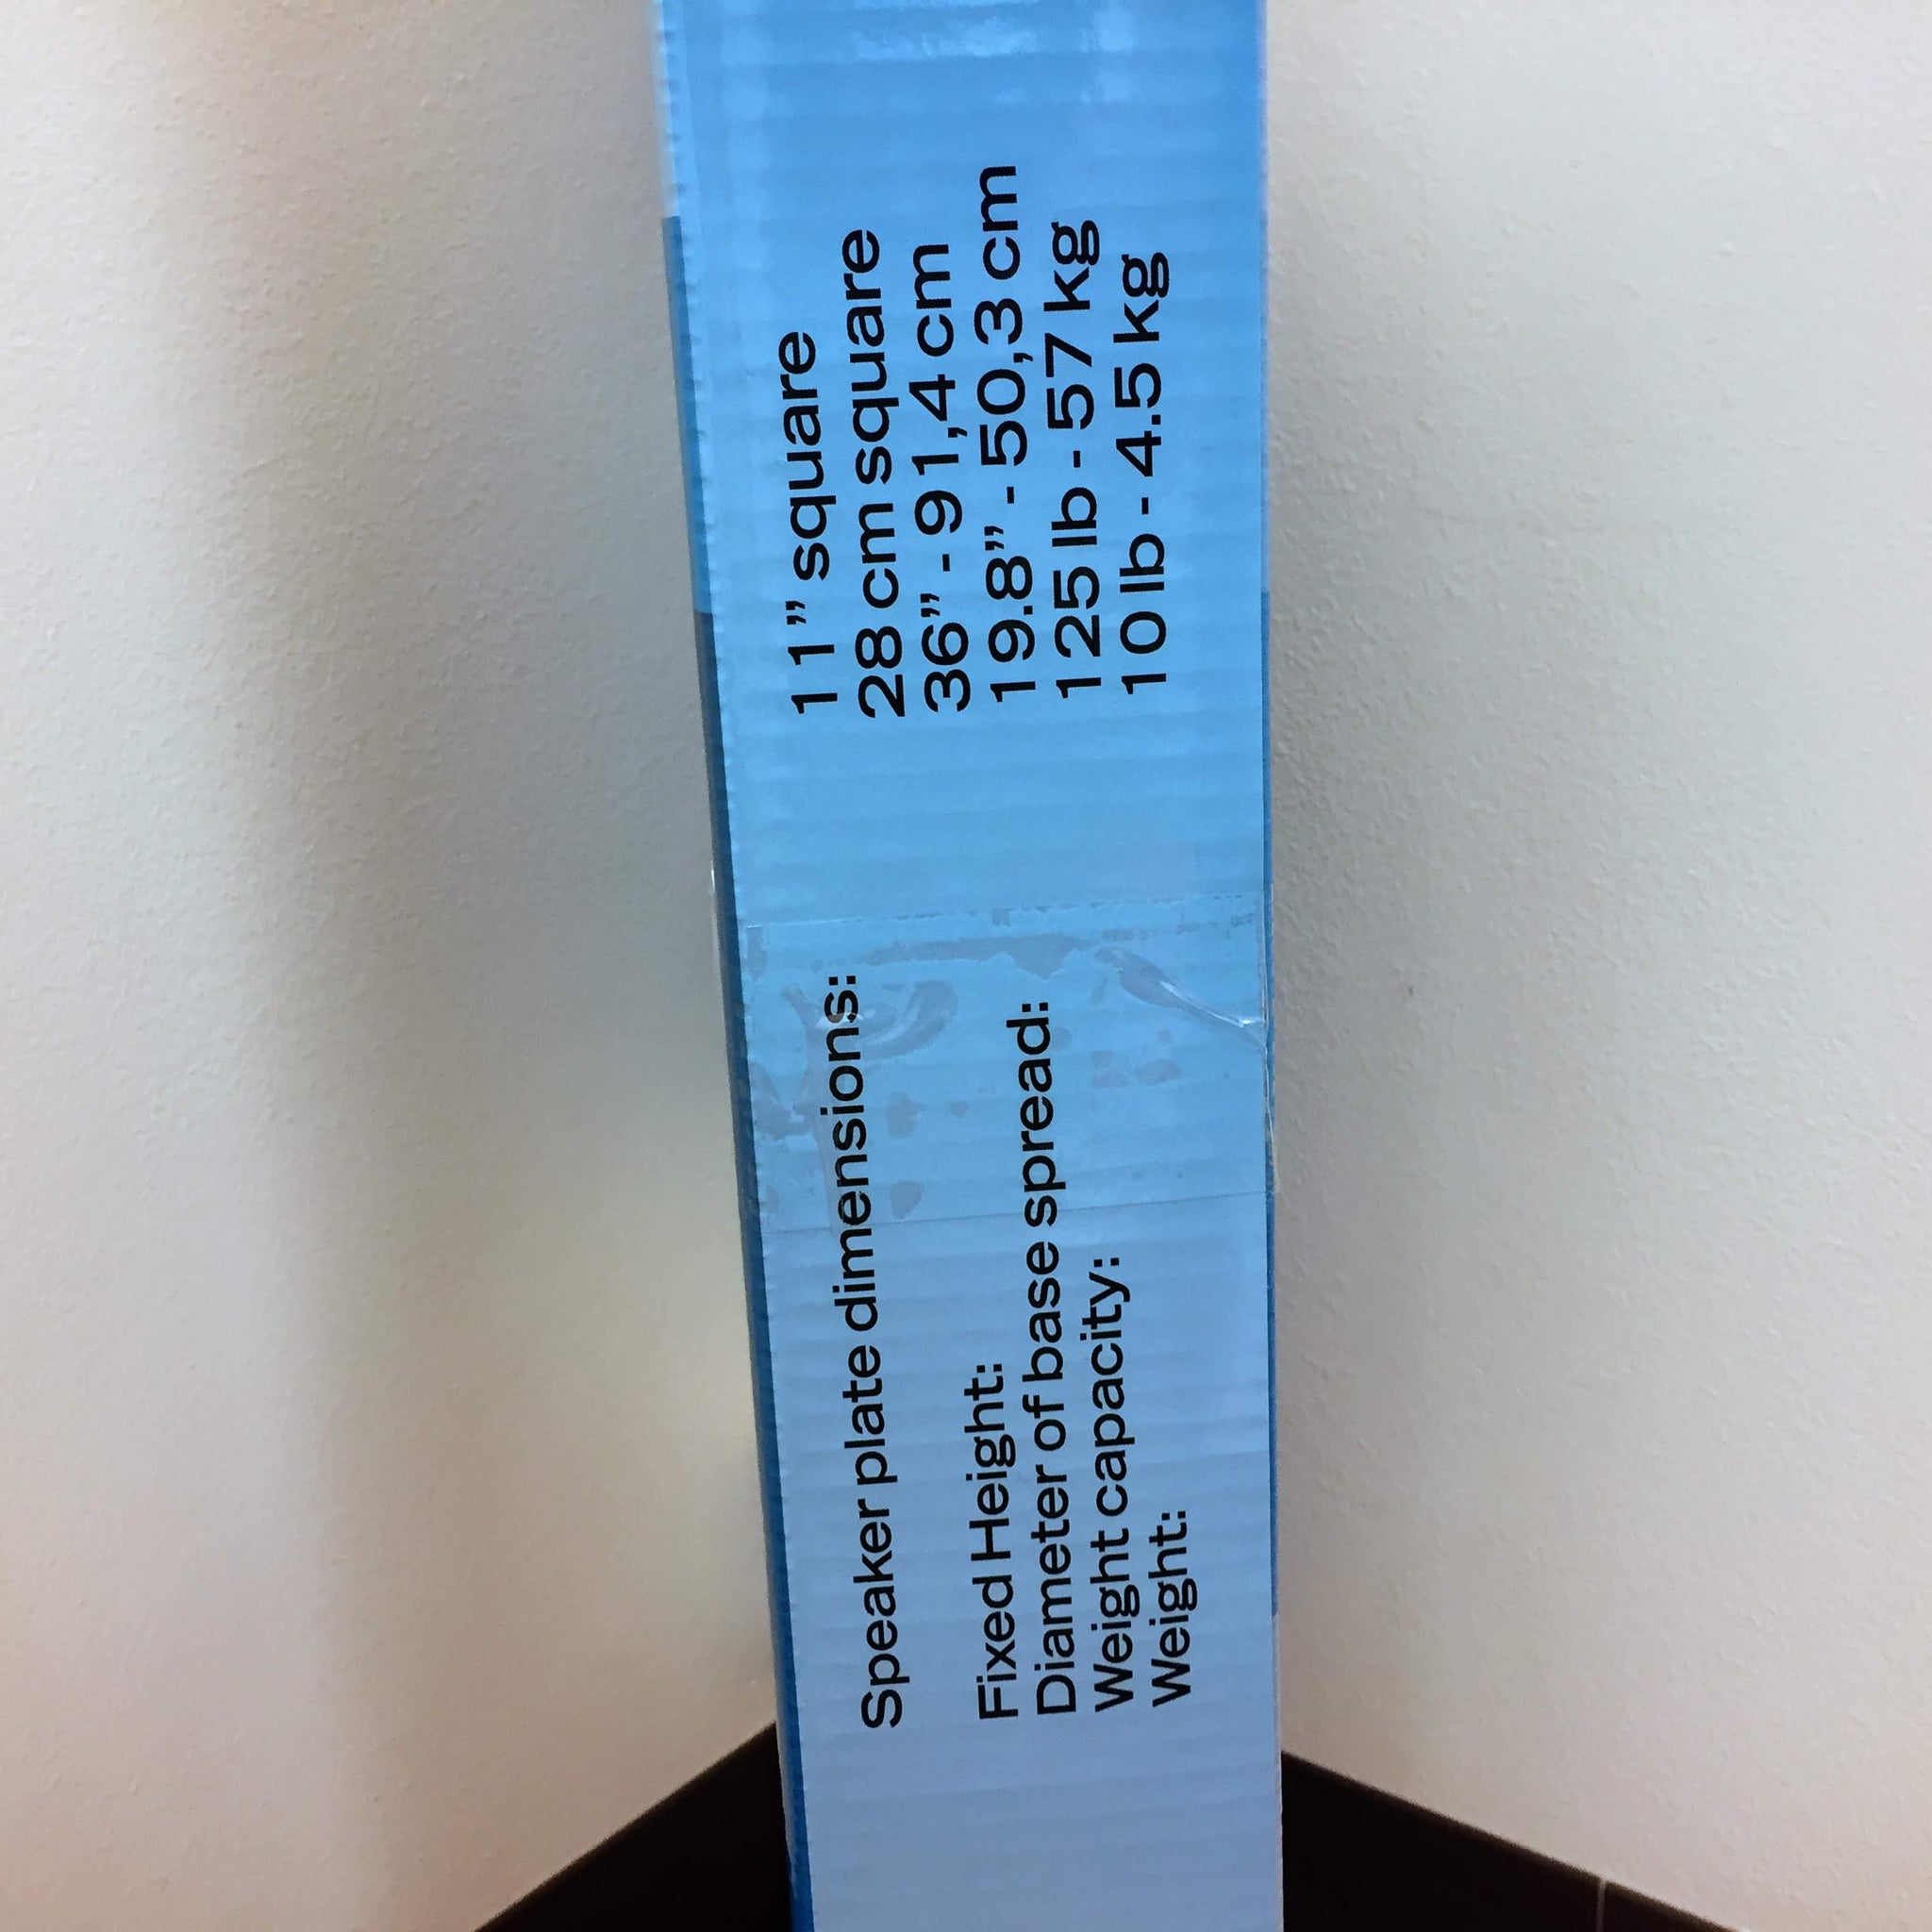 Speaker plate dimensions: 11” square
28 cm square
Fixed Height: 36” - 91,4 cm
Diameter of base spread: 19.8” - 50,3 cm
Weight capacity: 125 lb - 57 kg
Weight: 10 lb - 4.5 kg